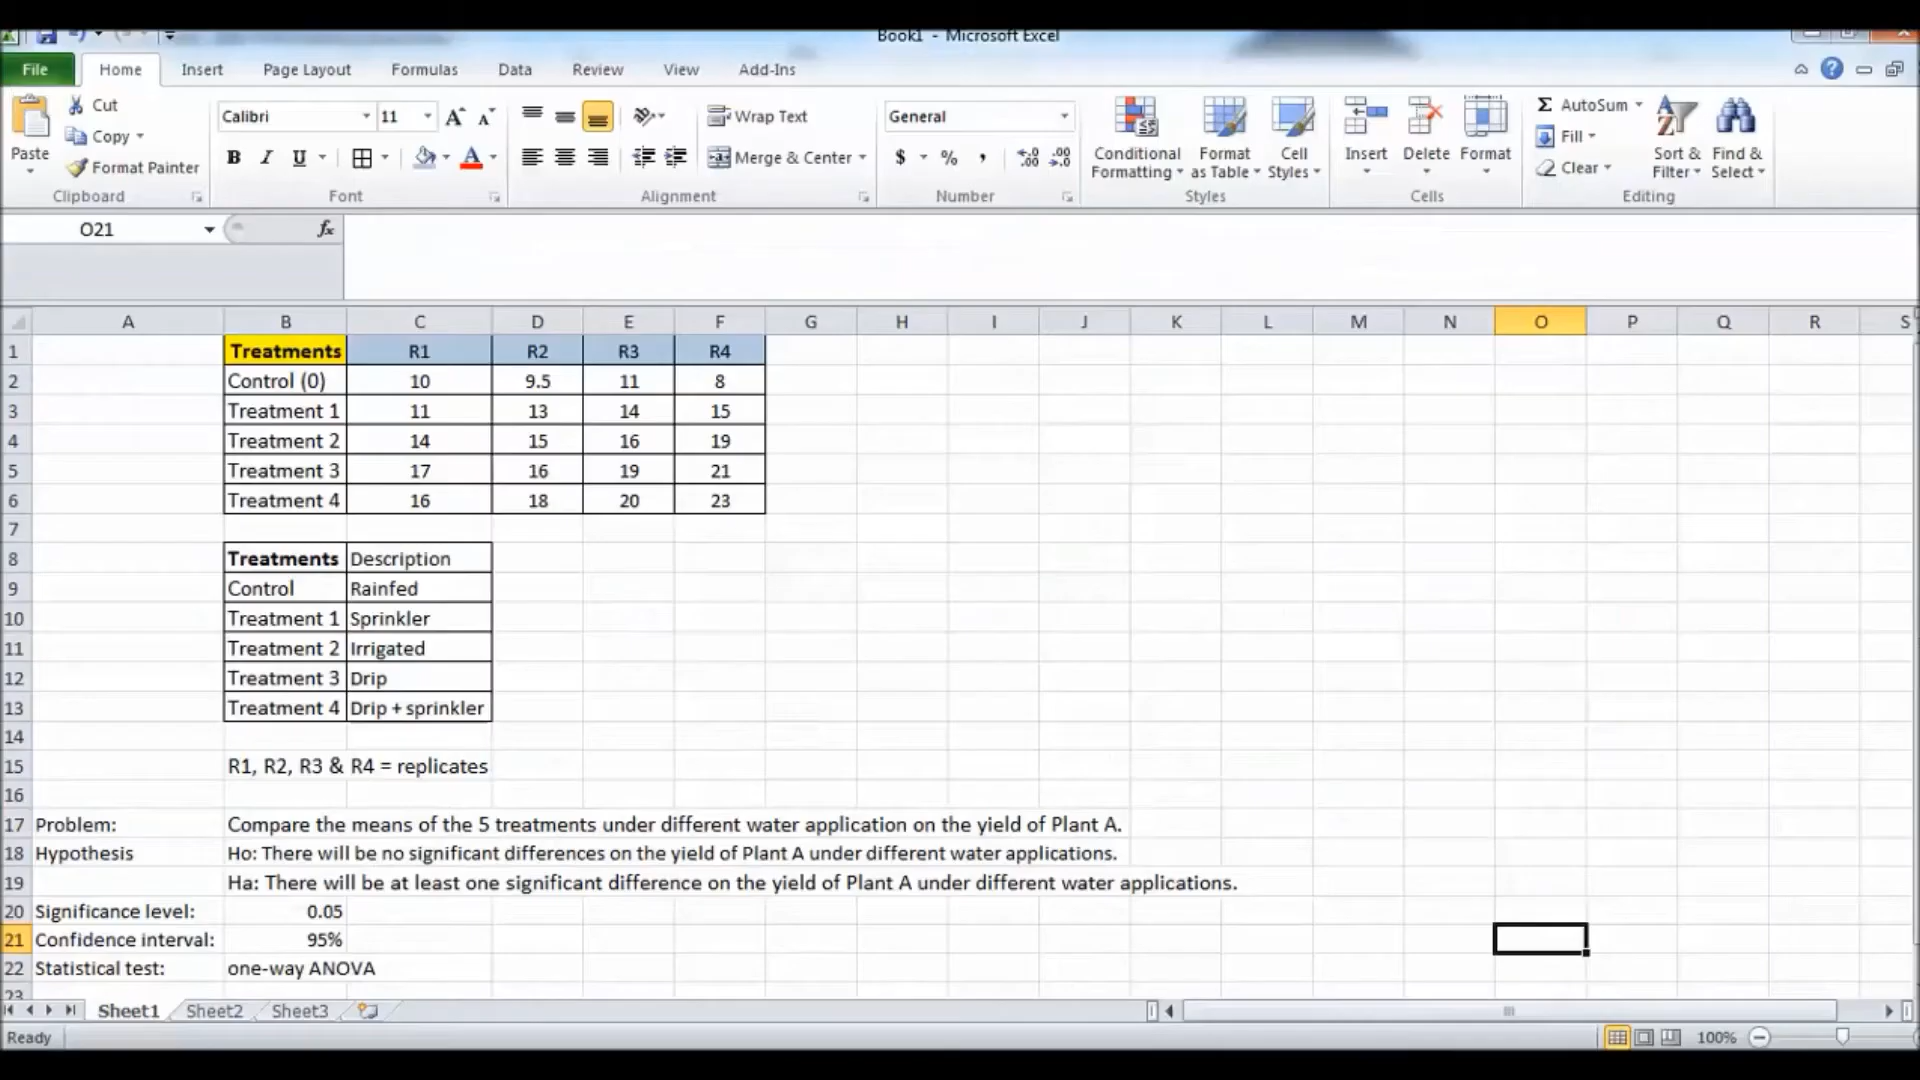 Book1 - Microsoft Excel
File Home Insert Page Layout Formulas Data Review View Add-Ins
Paste
Cut
Copy
Format Painter
Clipboard
Calibri 11
B I U
Font
Wrap Text
Merge & Center
Alignment
General
$ % ,
Number
Conditional Formatting
Format as Table
Cell Styles
Styles
Insert Delete Format
Cells
Σ AutoSum
Fill
Clear
Sort & Filter
Find & Select
Editing
O21 fx
A B C D E F G H I J K L M N O P Q R S
1 Treatments R1 R2 R3 R4
2 Control (0) 10 9.5 11 8
3 Treatment 1 11 13 14 15
4 Treatment 2 14 15 16 19
5 Treatment 3 17 16 19 21
6 Treatment 4 16 18 20 23
7
8 Treatments Description
9 Control Rainfed
10 Treatment 1 Sprinkler
11 Treatment 2 Irrigated
12 Treatment 3 Drip
13 Treatment 4 Drip + sprinkler
14
15 R1, R2, R3 & R4 = replicates
16
17 Problem: Compare the means of the 5 treatments under different water application on the yield of Plant A.
18 Hypothesis Ho: There will be no significant differences on the yield of Plant A under different water applications.
19 Ha: There will be at least one significant difference on the yield of Plant A under different water applications.
20 Significance level: 0.05
21 Confidence interval: 95%
22 Statistical test: one-way ANOVA
23
Sheet1 Sheet2 Sheet3
Ready 100%